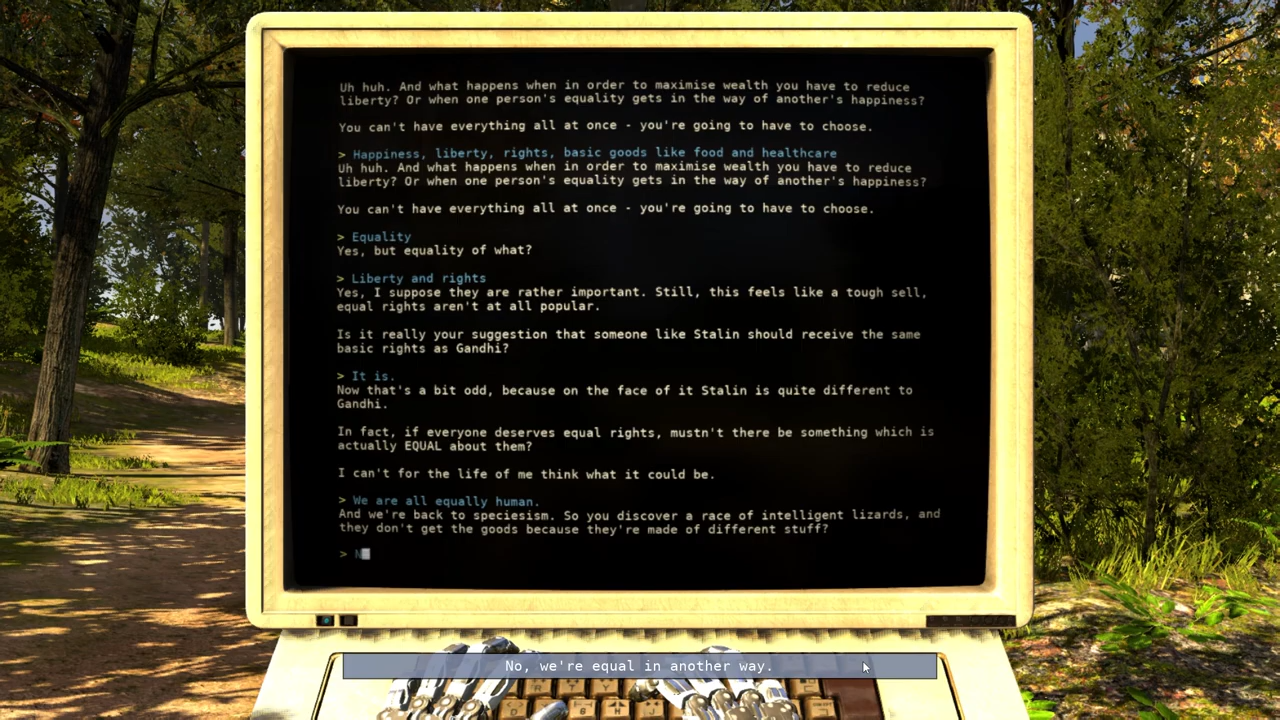 Uh huh. And what happens when in order to maximise wealth you have to reduce
liberty? Or when one person's equality gets in the way of another's happiness?
You can't have everything all at once - you're going to have to choose.
> Happiness, liberty, rights, basic goods like food and healthcare
Uh huh. And what happens when in order to maximise wealth you have to reduce
liberty? Or when one person's equality gets in the way of another's happiness?
You can't have everything all at once - you're going to have to choose.
> Equality
Yes, but equality of what?
> Liberty and rights
Yes, I suppose they are rather important. Still, this feels like a tough sell,
equal rights aren't at all popular.
Is it really your suggestion that someone like Stalin should receive the same
basic rights as Gandhi?
> It is.
Now that's a bit odd, because on the face of it Stalin is quite different to
Gandhi.
In fact, if everyone deserves equal rights, mustn't there be something which is
actually EQUAL about them?
I can't for the life of me think what it could be.
> We are all equally human.
And we're back to speciesism. So you discover a race of intelligent lizards, and
they don't get the goods because they're made of different stuff?
> N
No, we're equal in another way.